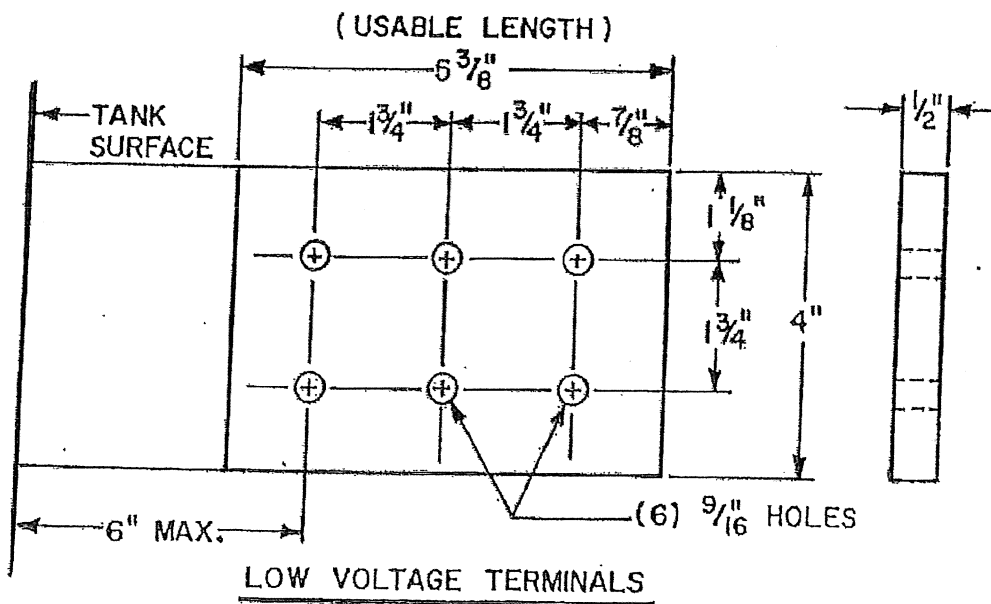 (USABLE LENGTH)
5 3/8"
TANK
SURFACE
1 3/4" 1 3/4" 7/8"
1/2"
1 1/8"
1 3/4"
4"
6" MAX.
(6) 9/16" HOLES
LOW VOLTAGE TERMINALS